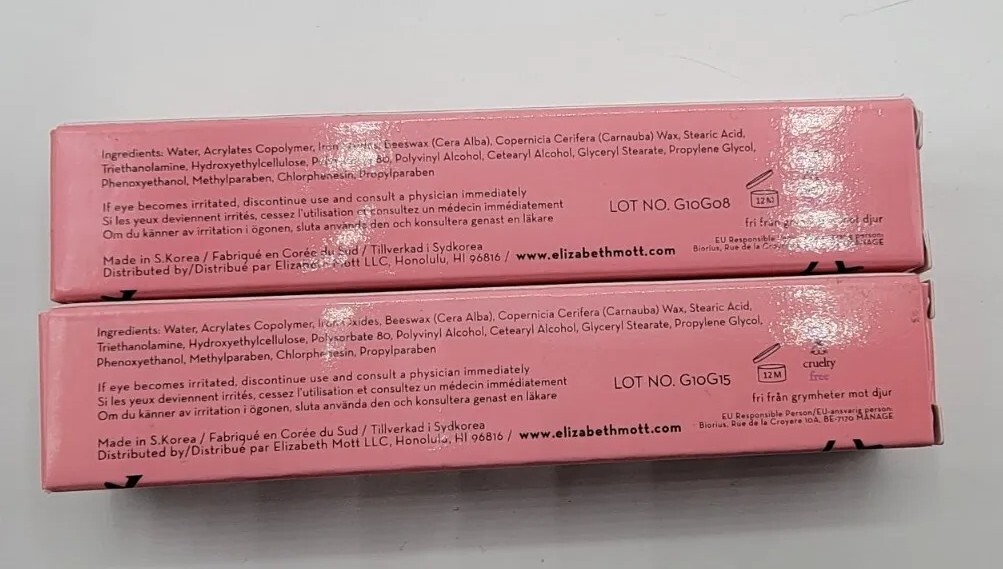 Ingredients: Water, Acrylates Copolymer, Iron Beeswax (Cera Alba), Copernicia Cerifera (Carnauba) Wax, Stearic Acid,
Triethanolamine, Hydroxyethylcellulose, 80, Polyvinyl Alcohol, Cetearyl Alcohol, Glyceryl Stearate, Propylene Glycol,
Phenoxyethanol, Methylparaben, Chlorphenesin, Propylparaben
If eye becomes irritated, discontinue use and consult a physician immediately
Si les yeux deviennent irrités, cessez l'utilisation et consultez un médecin immédiatement
Om du känner av irritation i ögonen, sluta använda den och konsultera genast en läkare
LOT NO. G10G08
12 M
fri från djur
EU Responsible
Biorius, Rue de la
Made in S.Korea / Fabriqué en Corée du Sud / Tillverkad i Sydkorea
Distributed by/Distribué par Mott LLC, Honolulu, HI 96816 / www.elizabethmott.com
Ingredients: Water, Acrylates Copolymer, Iron Oxides, Beeswax (Cera Alba), Copernicia Cerifera (Carnauba) Wax, Stearic Acid,
Triethanolamine, Hydroxyethylcellulose, Polysorbate 80, Polyvinyl Alcohol, Cetearyl Alcohol, Glyceryl Stearate, Propylene Glycol,
Phenoxyethanol, Methylparaben, Chlorphenesin, Propylparaben
If eye becomes irritated, discontinue use and consult a physician immediately
Si les yeux deviennent irrités, cessez l'utilisation et consultez un médecin immédiatement
Om du känner av irritation i ögonen, sluta använda den och konsultera genast en läkare
LOT NO. G10G15
12 M
cruelty
free
fri från grymheter mot djur
EU Responsible Person/EU-ansvarig person:
Biorius, Rue de la Croyere 10A, BE-7170 MANAGE
Made in S.Korea / Fabriqué en Corée du Sud / Tillverkad i Sydkorea
Distributed by/Distribué par Elizabeth Mott LLC, Honolulu, HI 96816 / www.elizabethmott.com